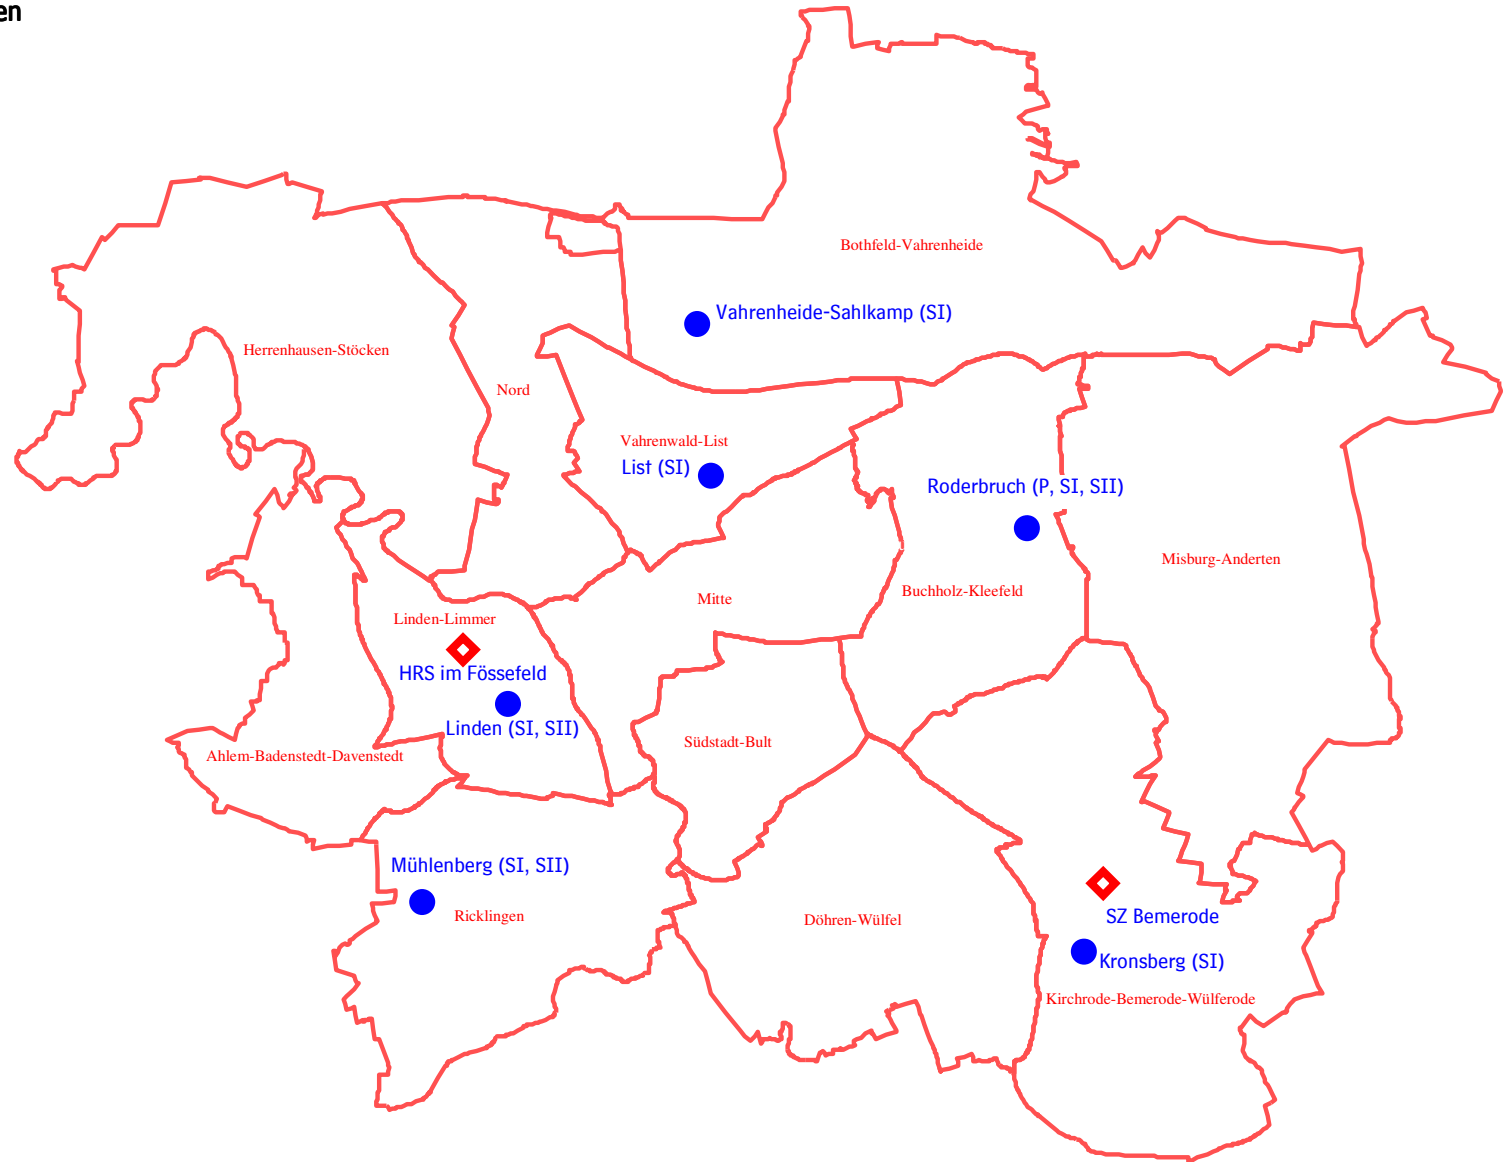 en
Bothfeld-Vahrenheide
Vahrenheide-Sahlkamp (SI)
Herrenhausen-Stöcken
Nord
Vahrenwald-List
List (SI)
Roderbruch (P, SI, SII)
Misburg-Anderten
Buchholz-Kleefeld
Mitte
Linden-Limmer
HRS im Fössefeld
Linden (SI, SII)
Südstadt-Bult
Ahlem-Badenstedt-Davenstedt
Mühlenberg (SI, SII)
Ricklingen
Döhren-Wülfel
SZ Bemerode
Kronsberg (SI)
Kirchrode-Bemerode-Wülferode